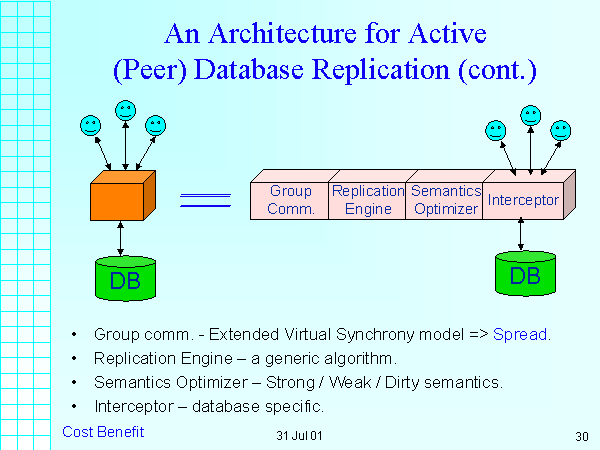 An Architecture for Active
(Peer) Database Replication (cont.)
Group
Comm.
Replication
Engine
Semantics
Optimizer
Interceptor
DB
DB
• Group comm. - Extended Virtual Synchrony model => Spread.
• Replication Engine – a generic algorithm.
• Semantics Optimizer – Strong / Weak / Dirty semantics.
• Interceptor – database specific.
Cost Benefit
31 Jul 01
30